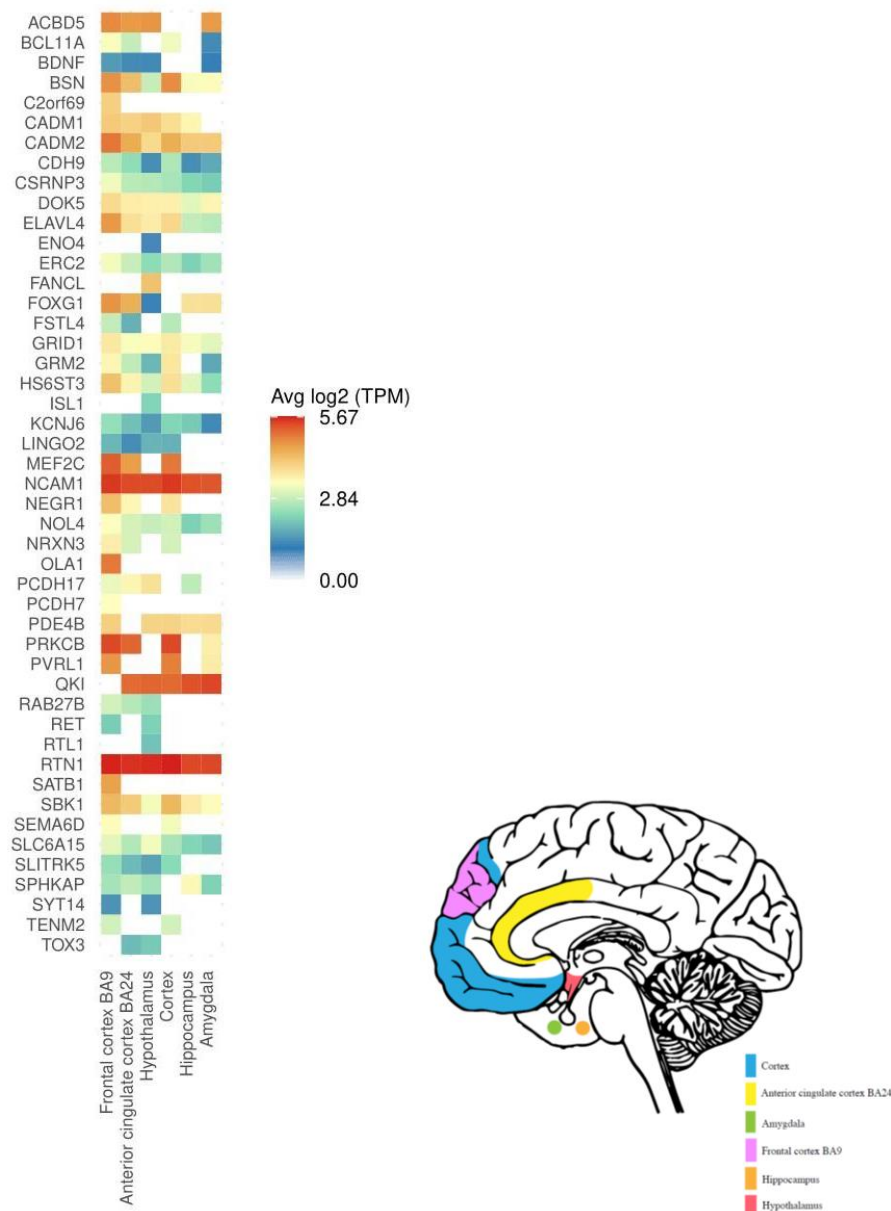 ACBD5
BCL11A
BDNF
BSN
C2orf69
CADM1
CADM2
CDH9
CSRNP3
DOK5
ELAVL4
ENO4
ERC2
FANCL
FOXG1
FSTL4
GRID1
GRM2
HS6ST3
ISL1
KCNJ6
LINGO2
MEF2C
NCAM1
NEGR1
NOL4
NRXN3
OLA1
PCDH17
PCDH7
PDE4B
PRKCB
PVRL1
QKI
RAB27B
RET
RTL1
RTN1
SATB1
SBK1
SEMA6D
SLC6A15
SLITRK5
SPHKAP
SYT14
TENM2
TOX3
Frontal cortex BA9
Anterior cingulate cortex BA24
Hypothalamus
Cortex
Hippocampus
Amygdala
Avg log2 (TPM)
5.67
2.84
0.00
Cortex
Anterior cingulate cortex BA24
Amygdala
Frontal cortex BA9
Hippocampus
Hypothalamus